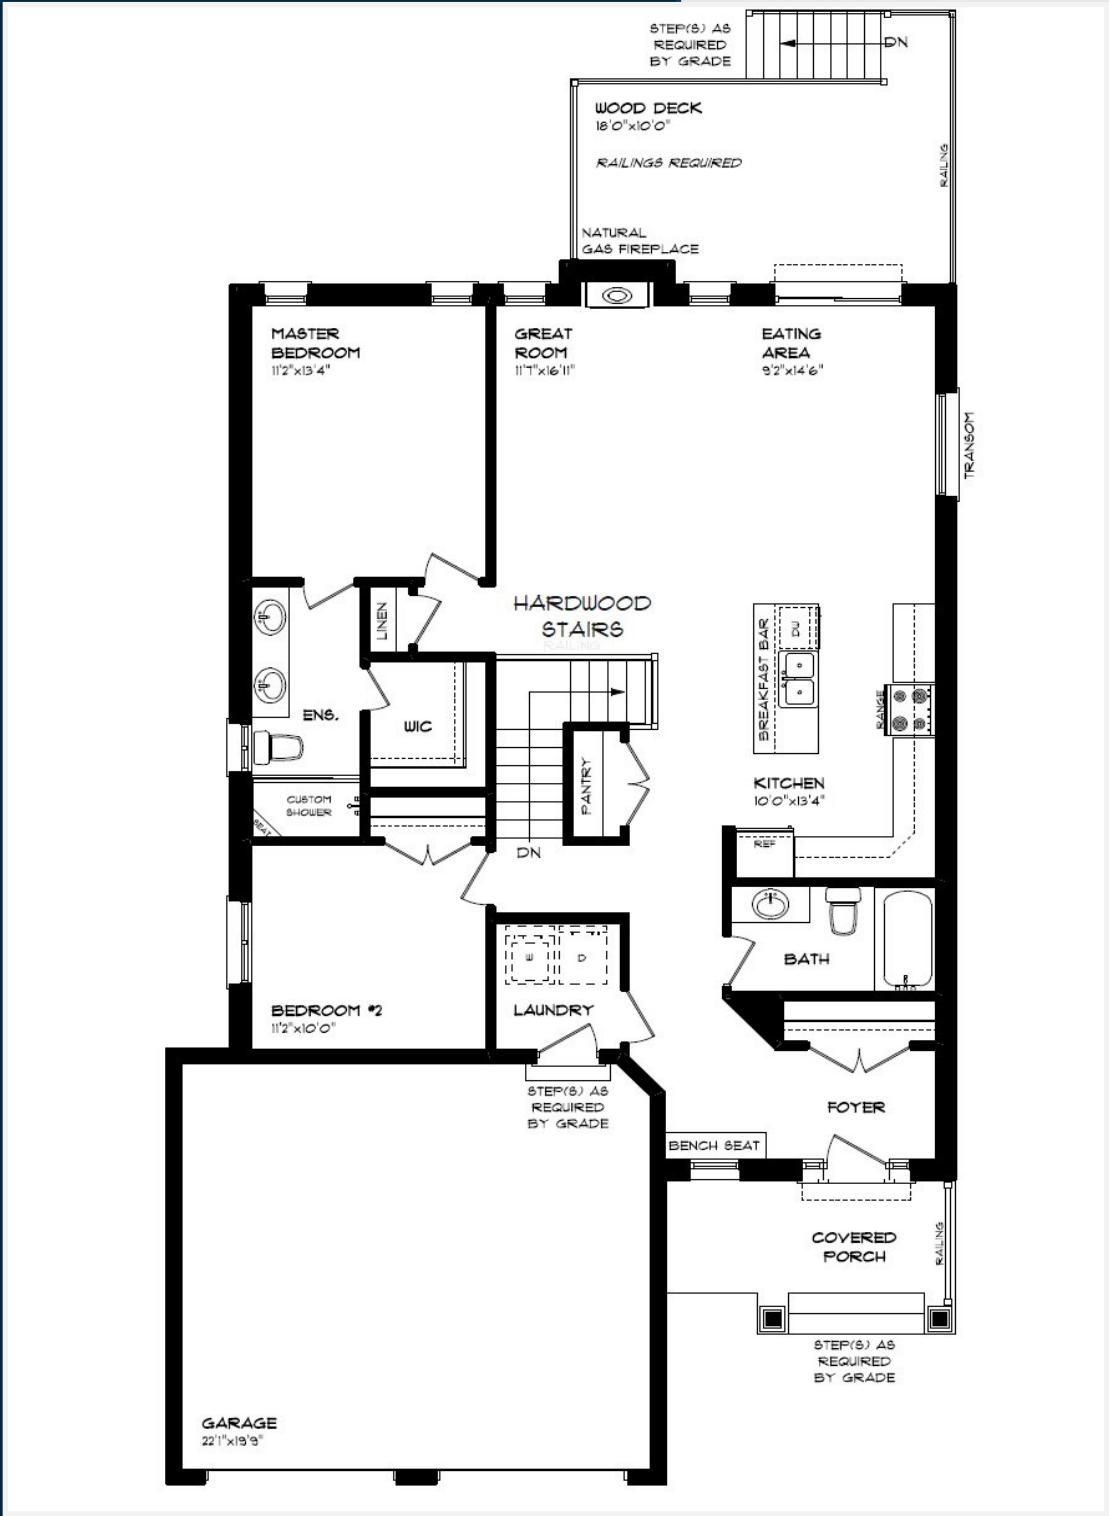 STEP(S) AS
REQUIRED
BY GRADE
DN
WOOD DECK
18'0"x10'0"
RAILINGS REQUIRED
RAILING
NATURAL
GAS FIREPLACE
MASTER
BEDROOM
11'2"x13'4"
GREAT
ROOM
11'7"x16'11"
EATING
AREA
9'2"x14'6"
TRANSOM
HARDWOOD
STAIRS
RAILING
LINEN
BREAKFAST BAR
DW
RANGE
ENS.
WIC
PANTRY
KITCHEN
10'0"x13'4"
CUSTOM
SHOWER
SEAT
REF
DN
BATH
W
D
LAUNDRY
BEDROOM #2
11'2"x10'0"
STEP(S) AS
REQUIRED
BY GRADE
FOYER
BENCH SEAT
COVERED
PORCH
RAILING
STEP(S) AS
REQUIRED
BY GRADE
GARAGE
22'1"x19'9"